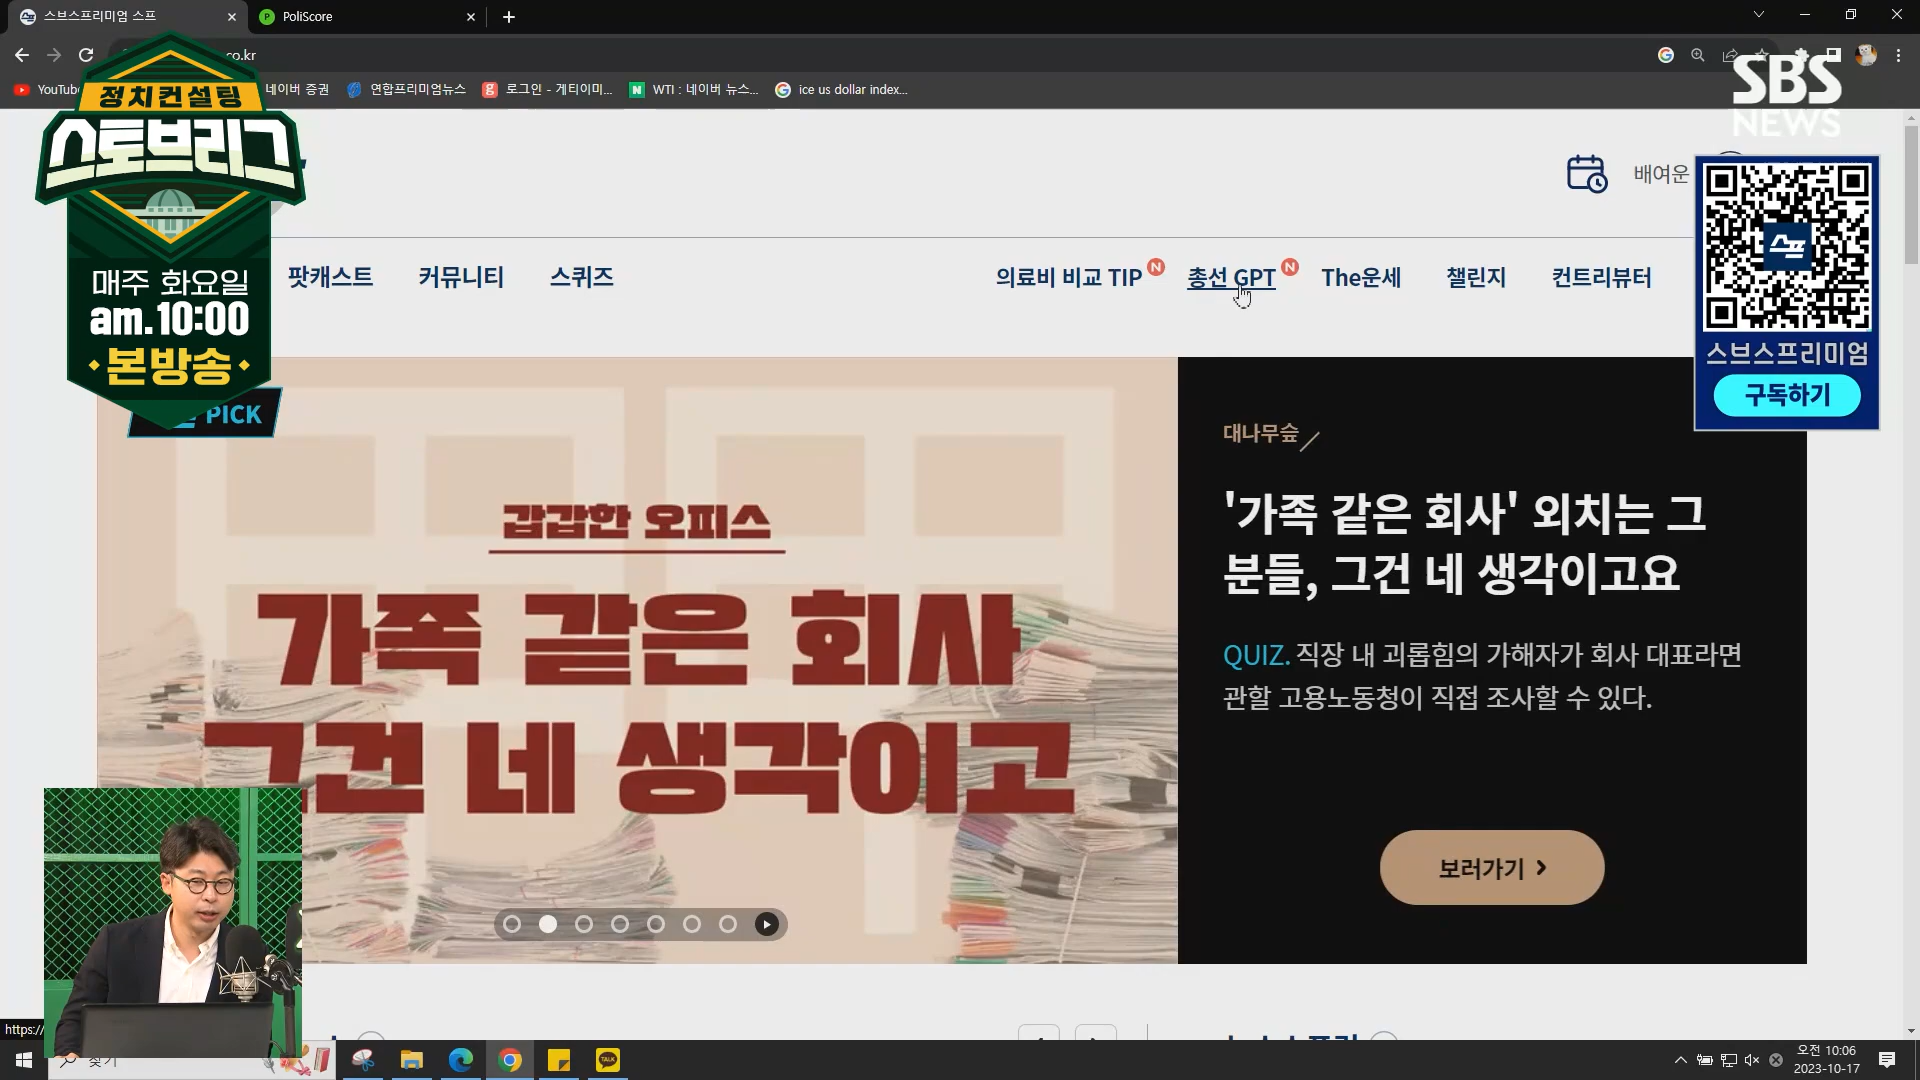 스브스프리미엄 스프
PoliScore
co.kr
YouTube
네이버 증권
연합프리미엄뉴스
로그인 - 게티이미...
WTI : 네이버 뉴스...
ice us dollar index...
정치컨설팅
스토브리그
매주 화요일
am.10:00
본방송
SBS
NEWS
배여운
팟캐스트
커뮤니티
스퀴즈
의료비 비교 TIP N
총선 GPT N
The운세
챌린지
컨트리뷰터
스프
스브스프리미엄
구독하기
PICK
갑갑한 오피스
가족 같은 회사
그건 네 생각이고
대나무숲
'가족 같은 회사' 외치는 그
분들, 그건 네 생각이고요
QUIZ. 직장 내 괴롭힘의 가해자가 회사 대표라면
관할 고용노동청이 직접 조사할 수 있다.
보러가기
https://
찾기
TALK
오전 10:06
2023-10-17